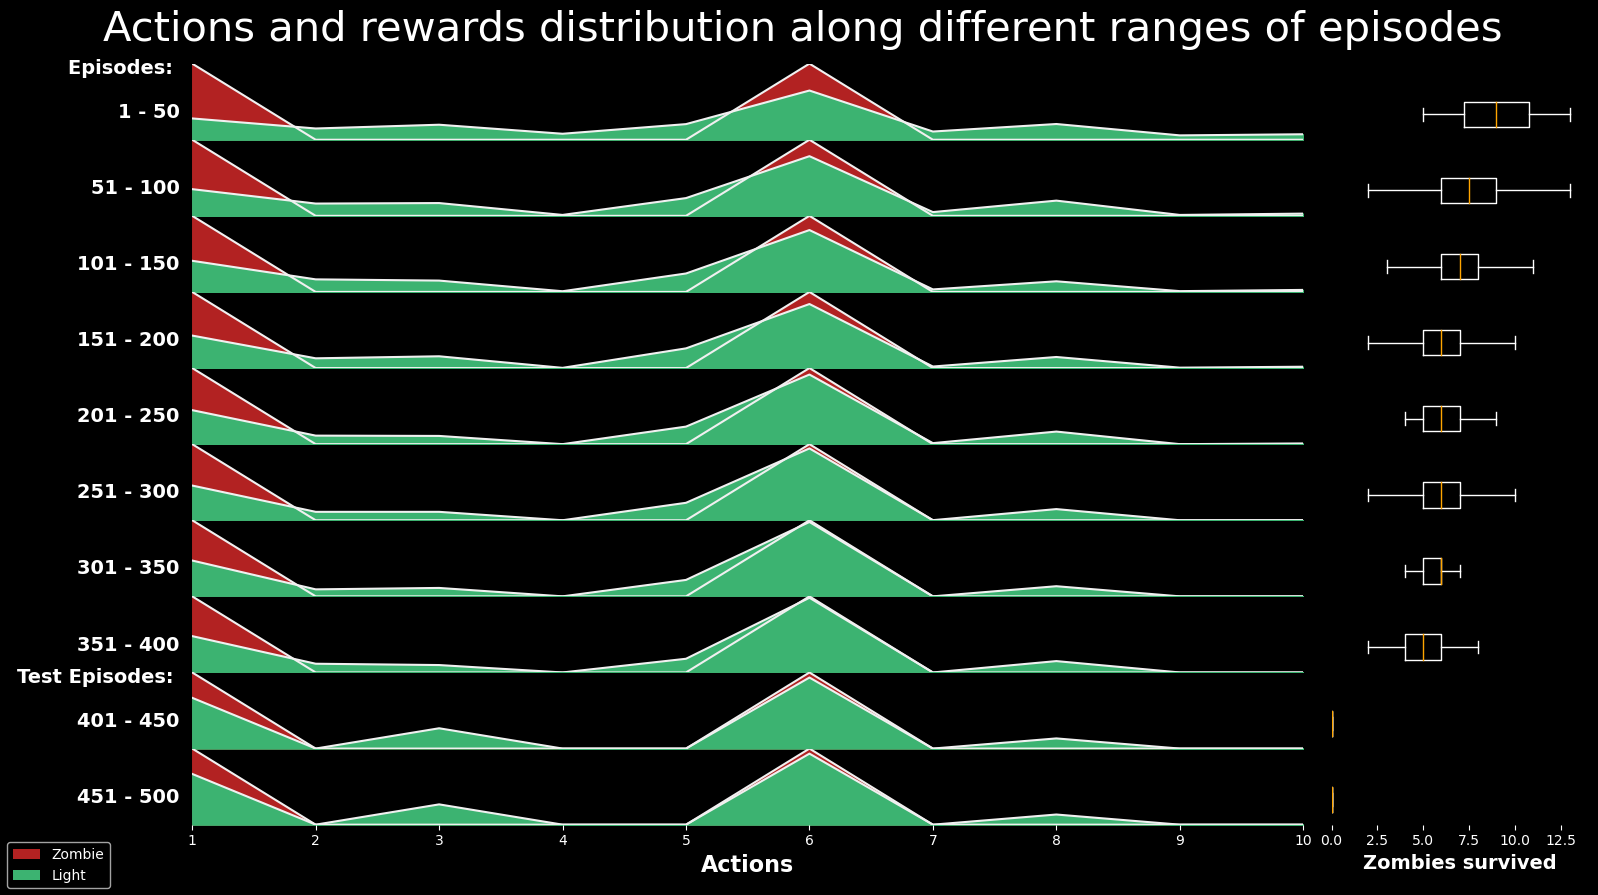 Actions and rewards distribution along different ranges of episodes
Episodes:
1 - 50
51 - 100
101 - 150
151 - 200
201 - 250
251 - 300
301 - 350
351 - 400
Test Episodes:
401 - 450
451 - 500
1 2 3 4 5 6 7 8 9 10
0.0 2.5 5.0 7.5 10.0 12.5
Actions
Zombies survived
Zombie
Light